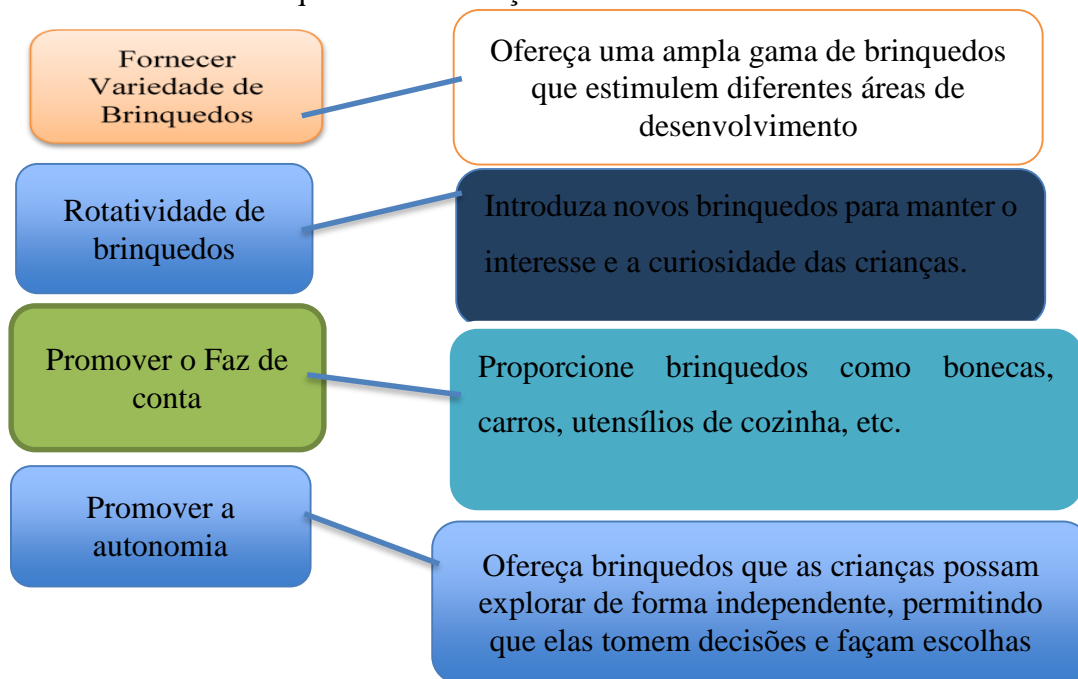 Fornecer
Variedade de
Brinquedos
Ofereça uma ampla gama de brinquedos
que estimulem diferentes áreas de
desenvolvimento
Rotatividade de
brinquedos
Introduza novos brinquedos para manter o
interesse e a curiosidade das crianças.
Promover o Faz de
conta
Proporcione brinquedos como bonecas,
carros, utensílios de cozinha, etc.
Promover a
autonomia
Ofereça brinquedos que as crianças possam
explorar de forma independente, permitindo
que elas tomem decisões e façam escolhas